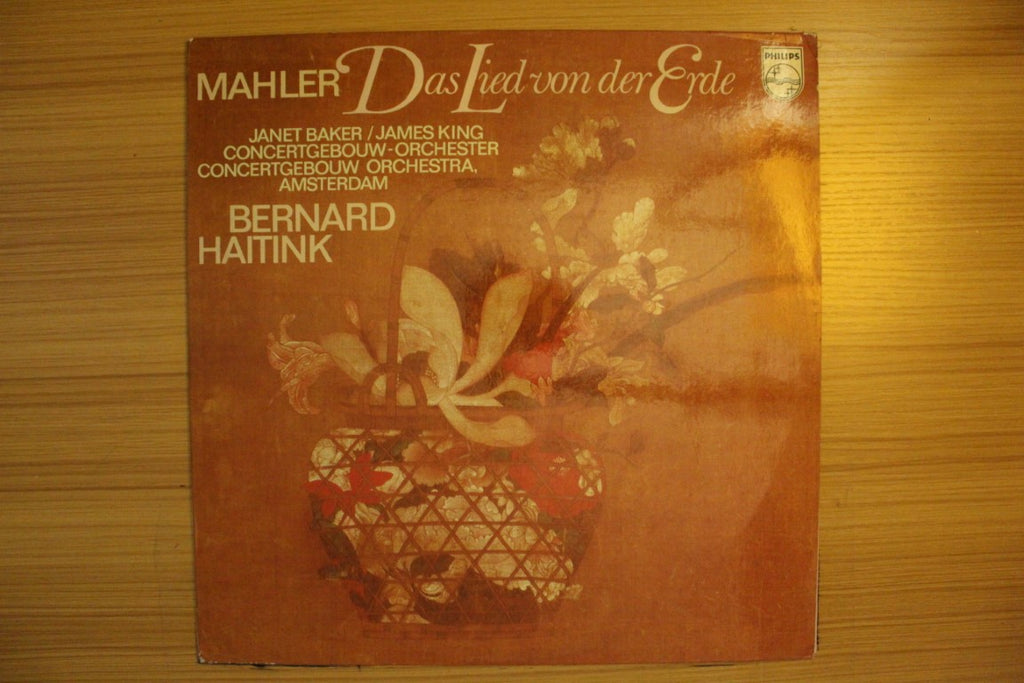 MAHLER Das Lied von der Erde
PHILIPS
JANET BAKER / JAMES KING
CONCERTGEBOUW-ORCHESTER
CONCERTGEBOUW ORCHESTRA,
AMSTERDAM
BERNARD
HAITINK